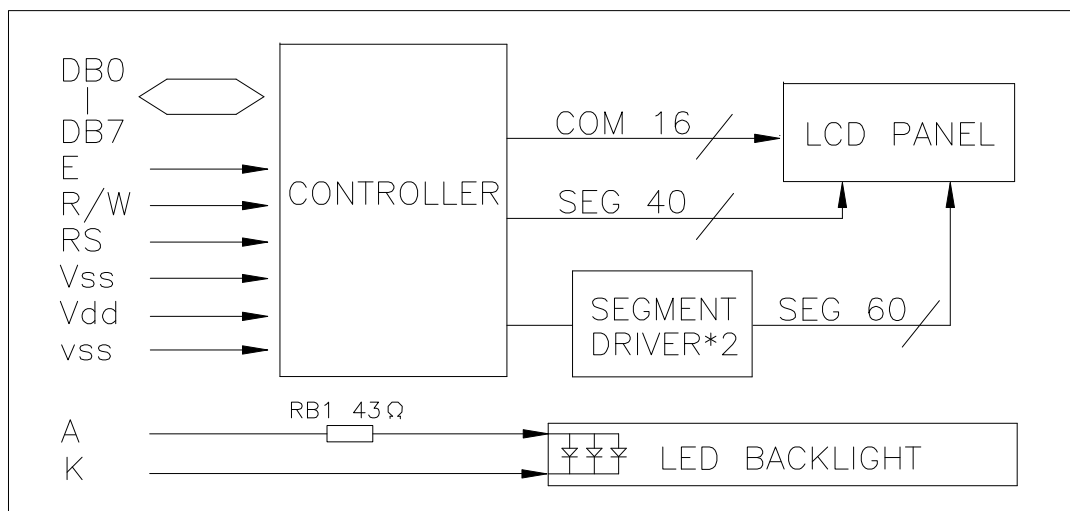 DB0
DB7
E
R/W
RS
Vss
Vdd
vss
A
K
CONTROLLER
COM 16
SEG 40
SEGMENT
DRIVER*2
SEG 60
LCD PANEL
RB1 43Ω
LED BACKLIGHT